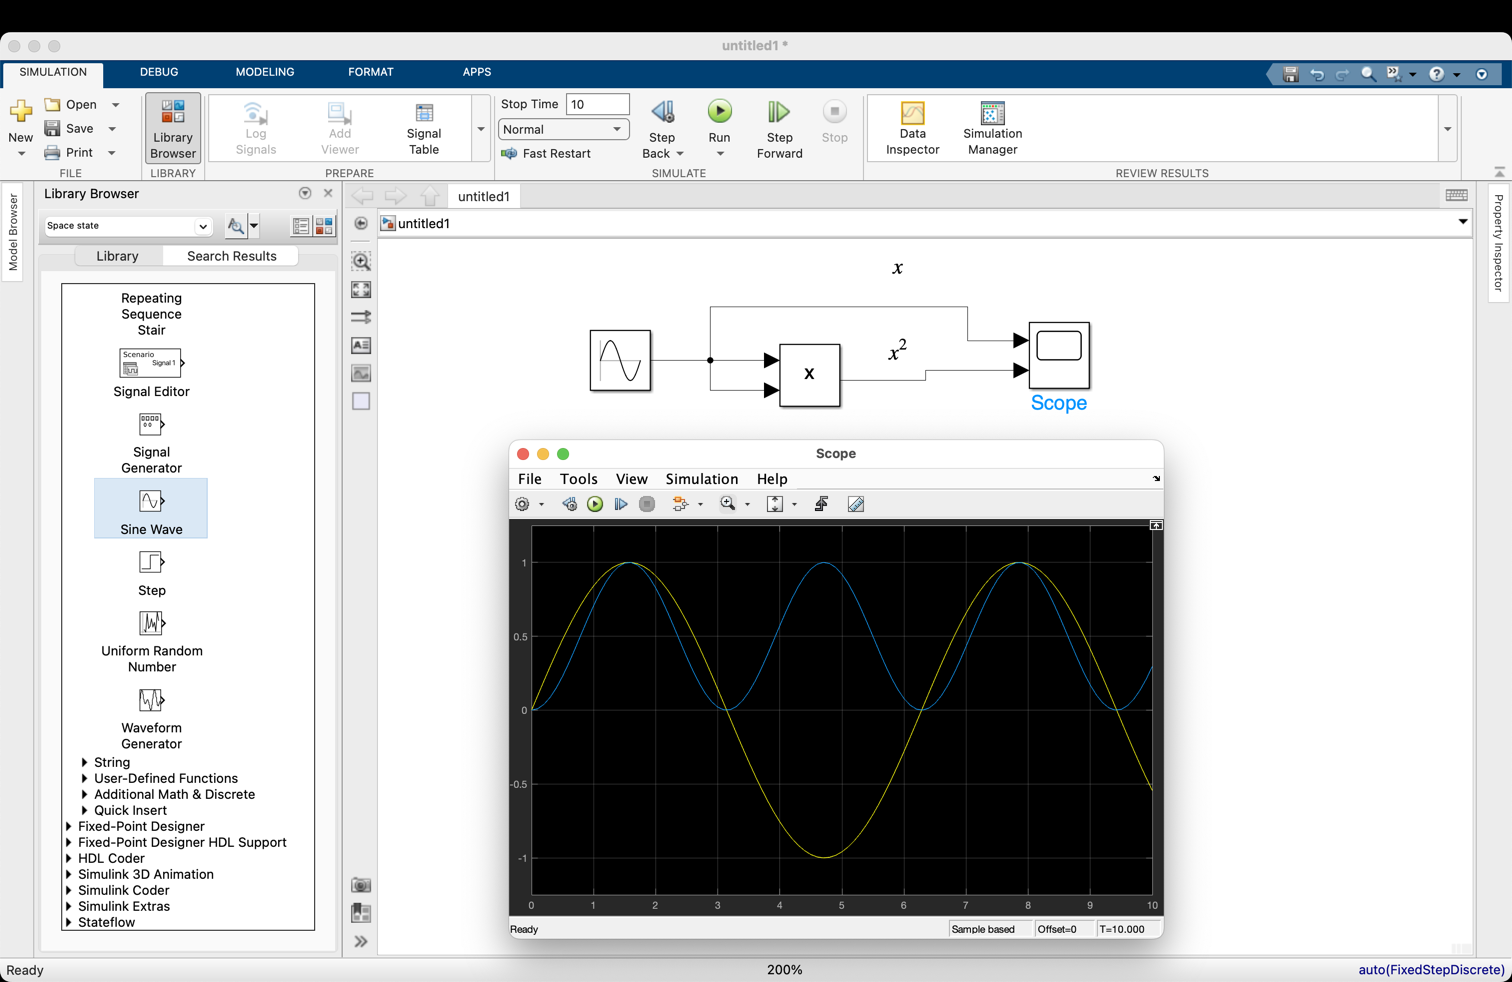 untitled1 *
SIMULATION DEBUG MODELING FORMAT APPS
New
Open
Save
Print
FILE
Library
Browser
LIBRARY
Log
Signals
Add
Viewer
Signal
Table
PREPARE
Stop Time 10
Normal
Fast Restart
Step
Back
Run
Step
Forward
Stop
SIMULATE
Data
Inspector
Simulation
Manager
REVIEW RESULTS
Model Browser
Library Browser
Space state
Library Search Results
Repeating
Sequence
Stair
Scenario
Signal 1
Signal Editor
Signal
Generator
Sine Wave
Step
Uniform Random
Number
Waveform
Generator
String
User-Defined Functions
Additional Math & Discrete
Quick Insert
Fixed-Point Designer
Fixed-Point Designer HDL Support
HDL Coder
Simulink 3D Animation
Simulink Coder
Simulink Extras
Stateflow
untitled1
untitled1
Property Inspector
x
x²
X
Scope
Scope
File Tools View Simulation Help
1
0.5
0
-0.5
-1
0 1 2 3 4 5 6 7 8 9 10
Ready
Sample based Offset=0 T=10.000
Ready 200% auto(FixedStepDiscrete)